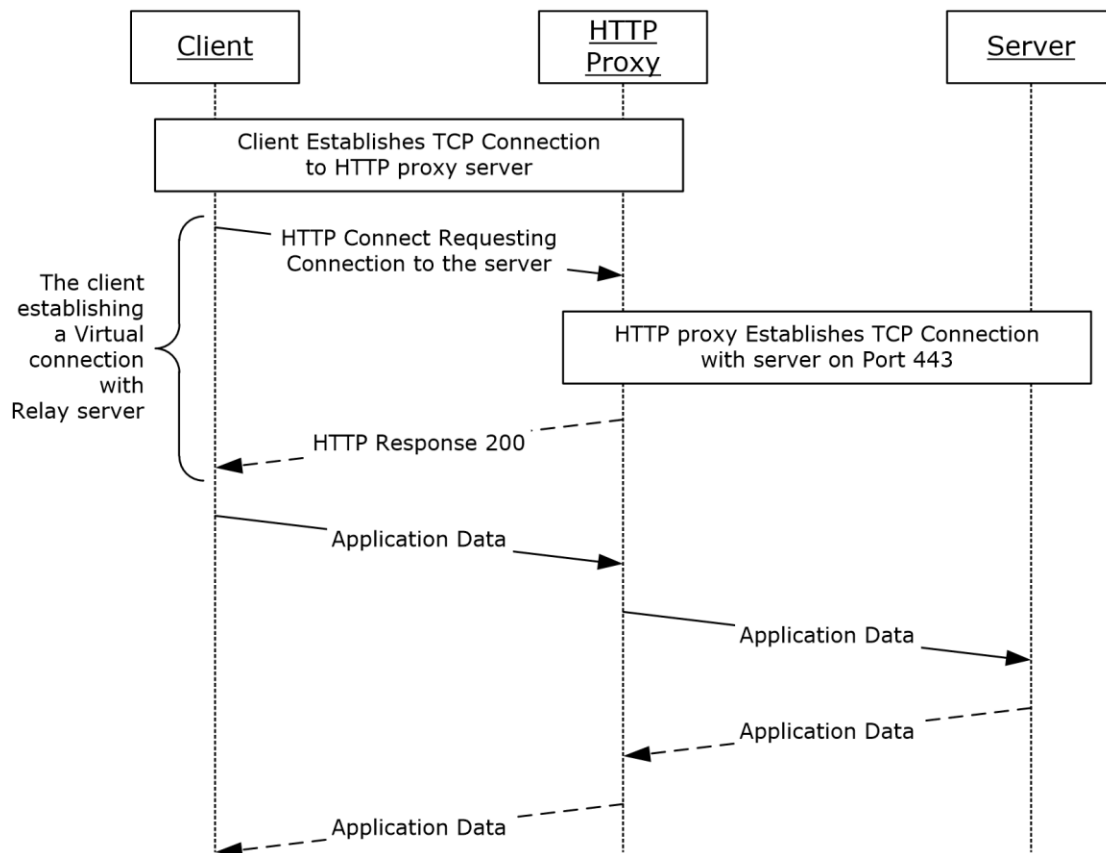 Client
HTTP
Proxy
Server
Client Establishes TCP Connection
to HTTP proxy server
HTTP Connect Requesting
Connection to the server
The client
establishing
a Virtual
connection
with
Relay server
HTTP proxy Establishes TCP Connection
with server on Port 443
HTTP Response 200
Application Data
Application Data
Application Data
Application Data